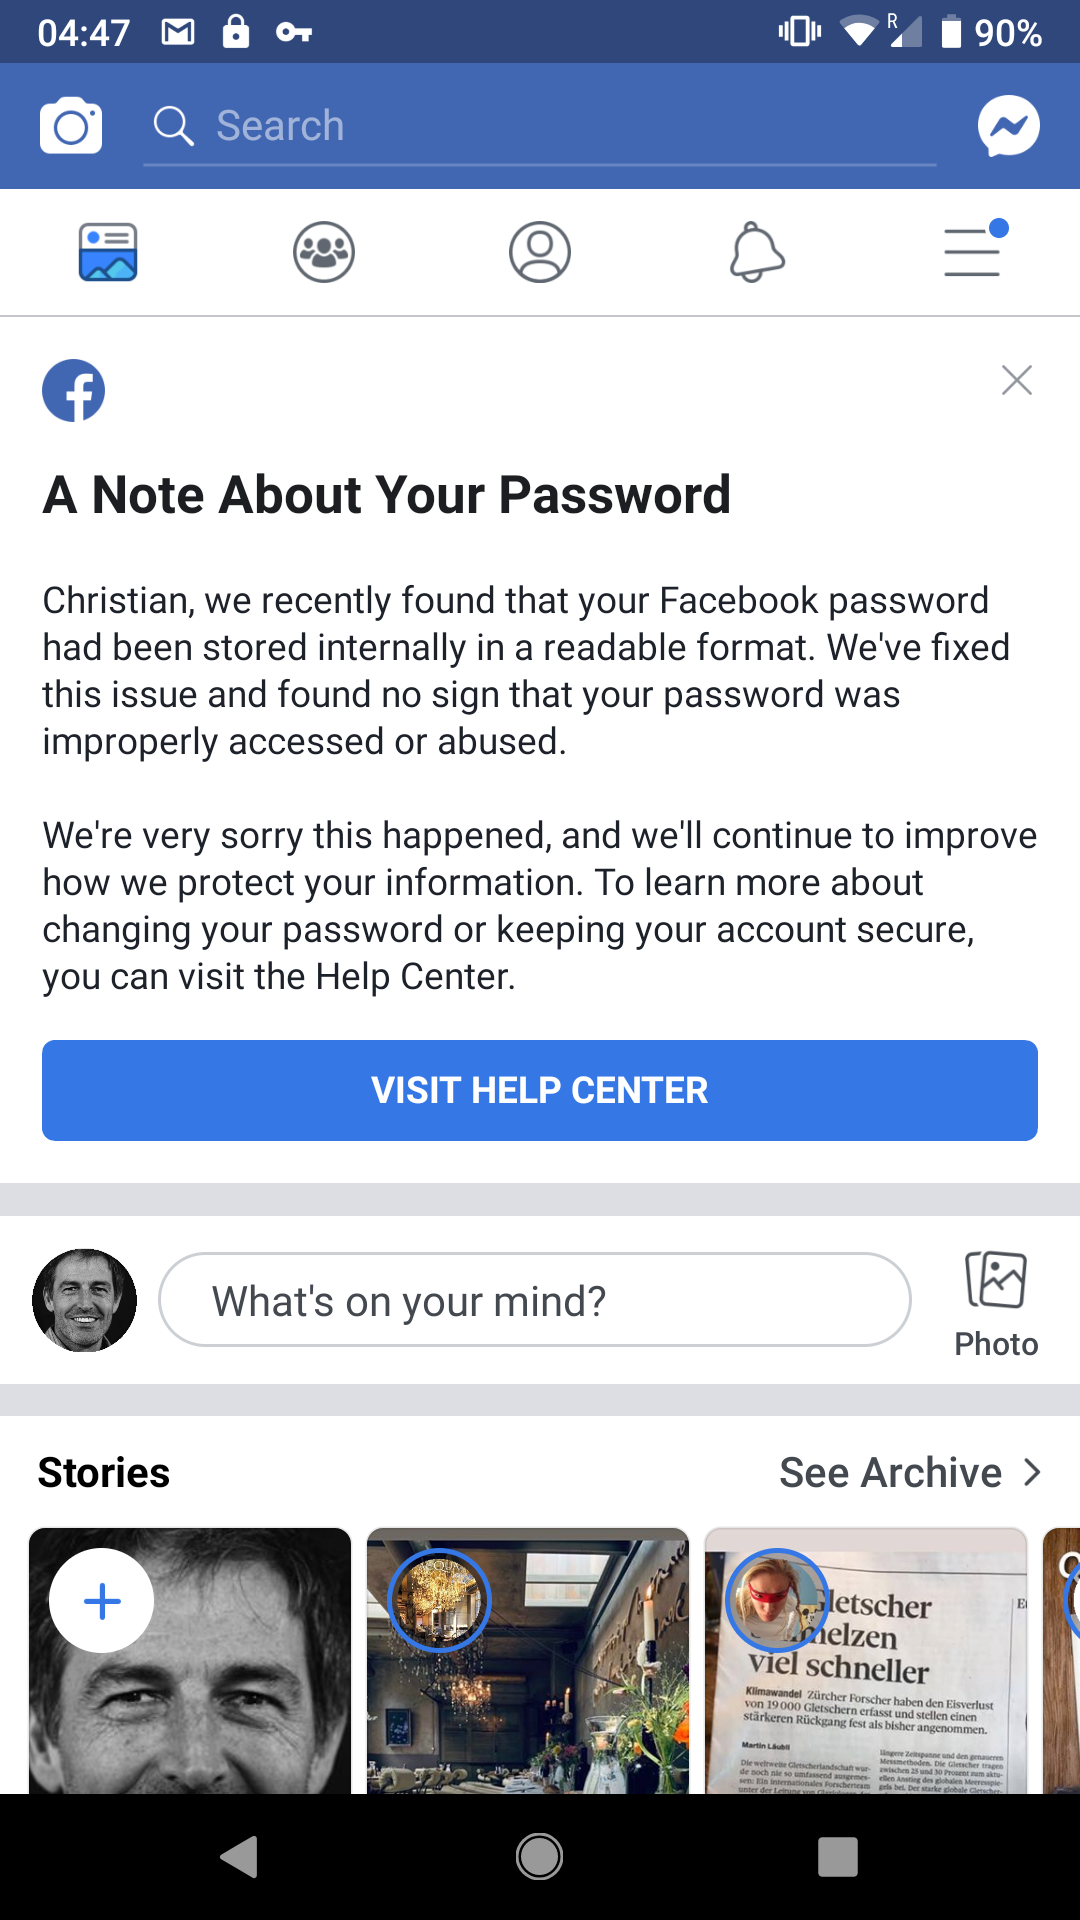 04:47
R
90%
Search
A Note About Your Password
Christian, we recently found that your Facebook password
had been stored internally in a readable format. We've fixed
this issue and found no sign that your password was
improperly accessed or abused.
We're very sorry this happened, and we'll continue to improve
how we protect your information. To learn more about
changing your password or keeping your account secure,
you can visit the Help Center.
VISIT HELP CENTER
What's on your mind?
Photo
Stories
See Archive
viel schneller
Klimawandel Zürcher Forscher haben den Eisverlust
von 19 000 Gletschern erfasst und stellen einen
stärkeren Rückgang fest als bisher angenommen.
Martin Läubli